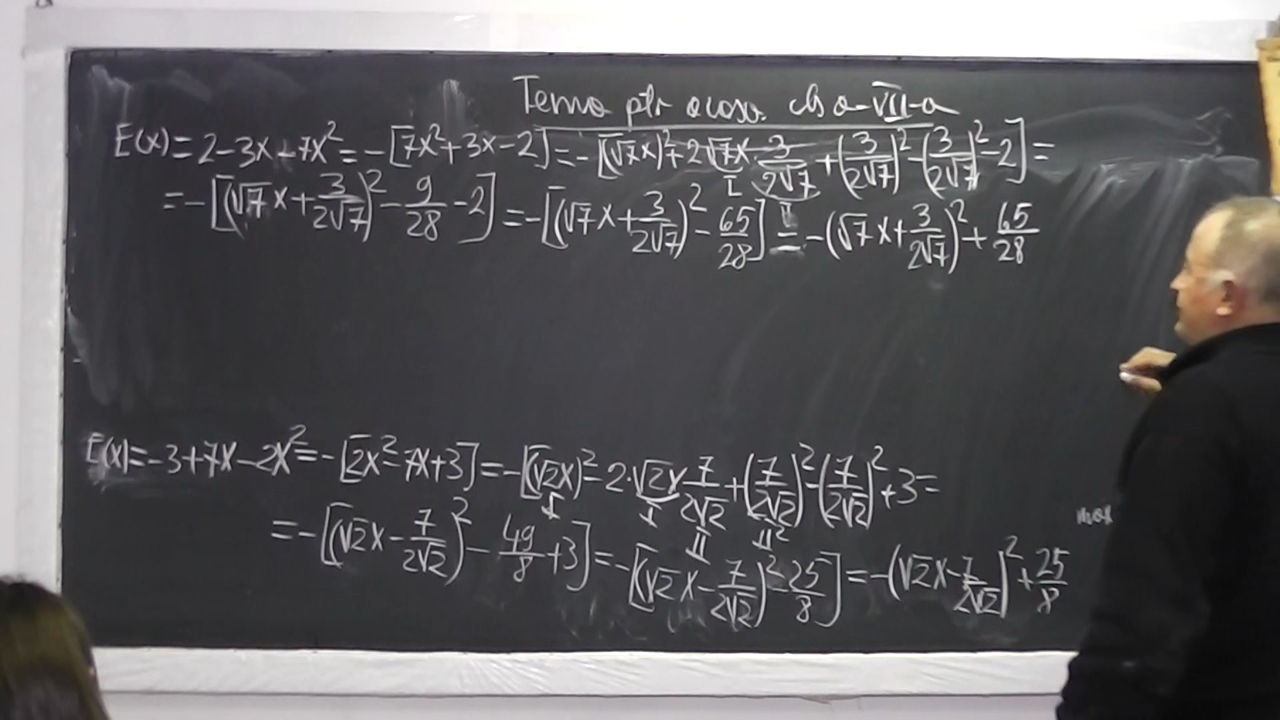 Tema ptr acasa cls a-VII-a
E(x)=2-3x-7x²=-[7x²+3x-2]=-[(√7x)²+2√7x·3/(2√7)+(3/(2√7))²-(3/(2√7))²-2]=
=-[(√7x+3/(2√7))²-9/28-2]=-[(√7x+3/(2√7))²-65/28]=-(√7x+3/(2√7))²+65/28
E(x)=-3+7x-2x²=-[2x²-7x+3]=-[(√2x)²-2·√2x·7/(2√2)+(7/(2√2))²-(7/(2√2))²+3=
=-[(√2x-7/(2√2))²-49/8+3]=-[(√2x-7/(2√2))²-25/8]=-(√2x-7/(2√2))²+25/8
max